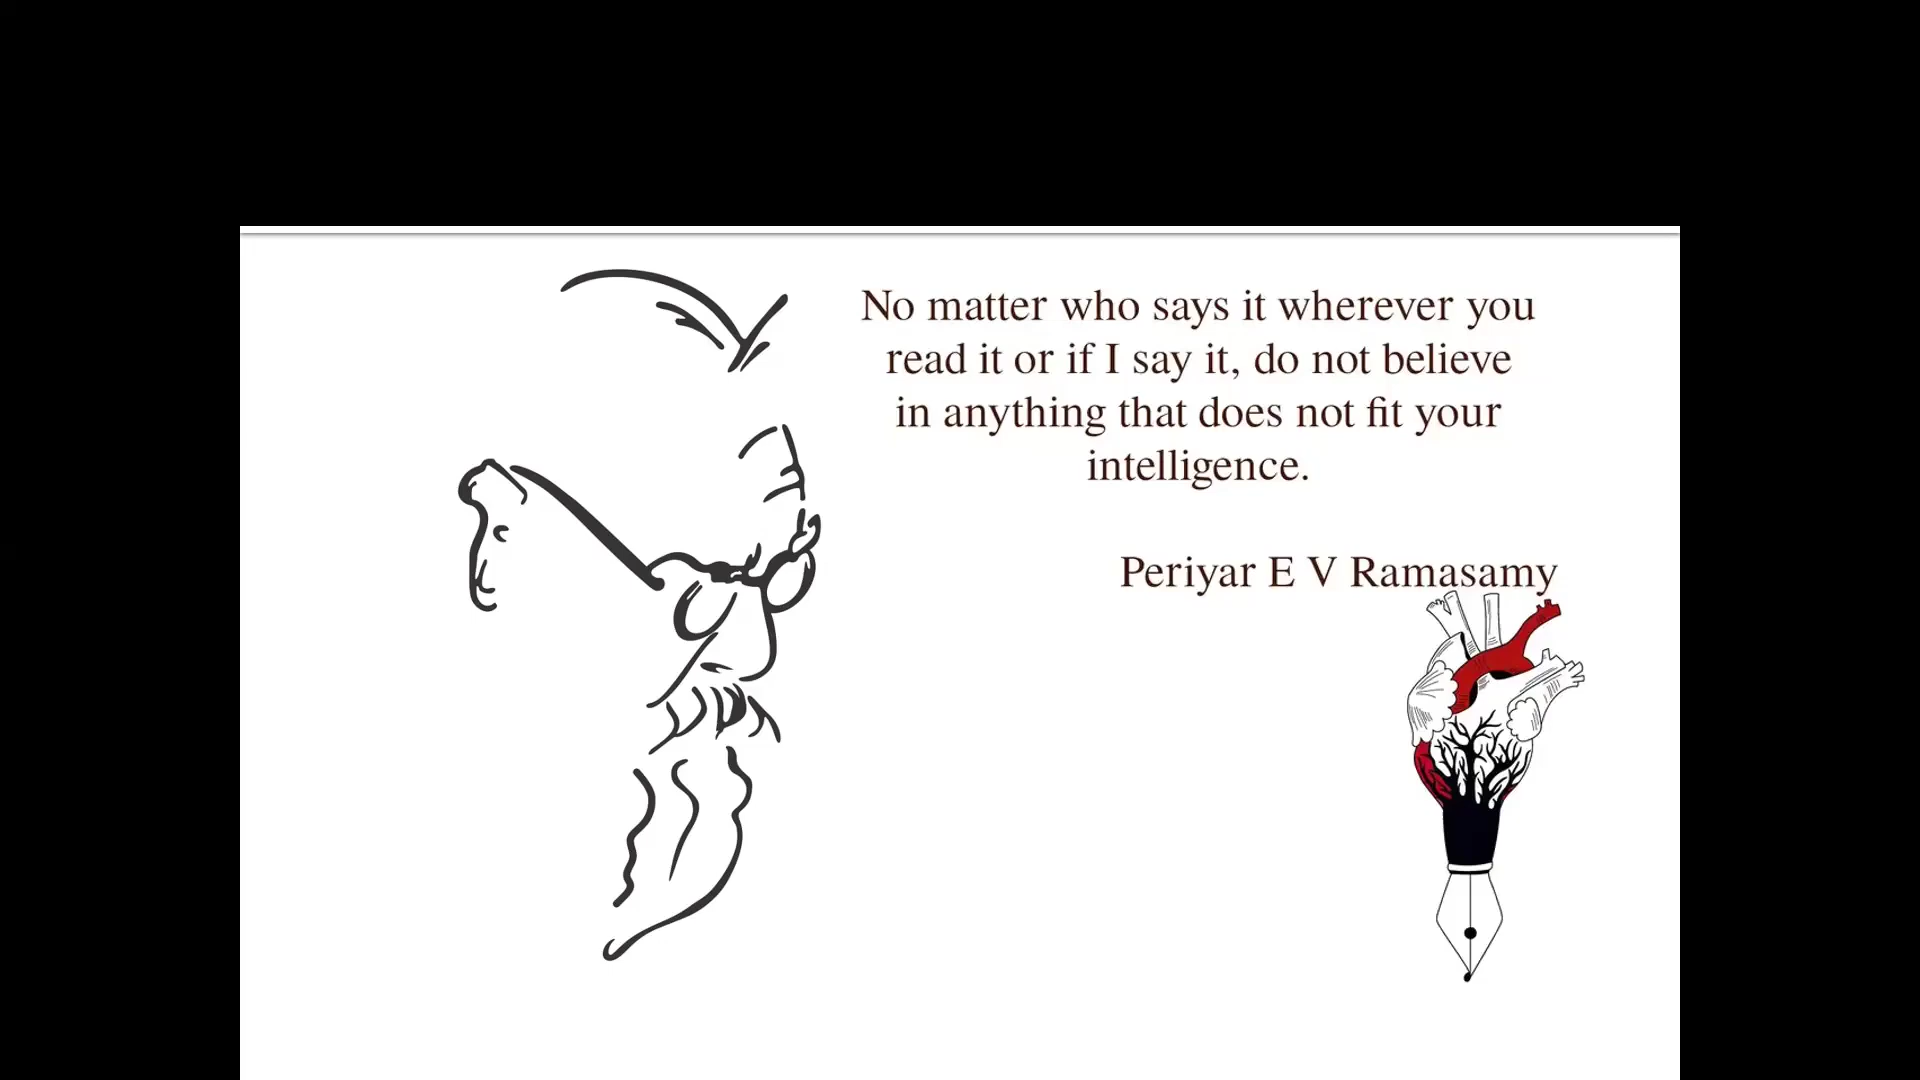 No matter who says it wherever you
read it or if I say it, do not believe
in anything that does not fit your
intelligence.
Periyar E V Ramasamy